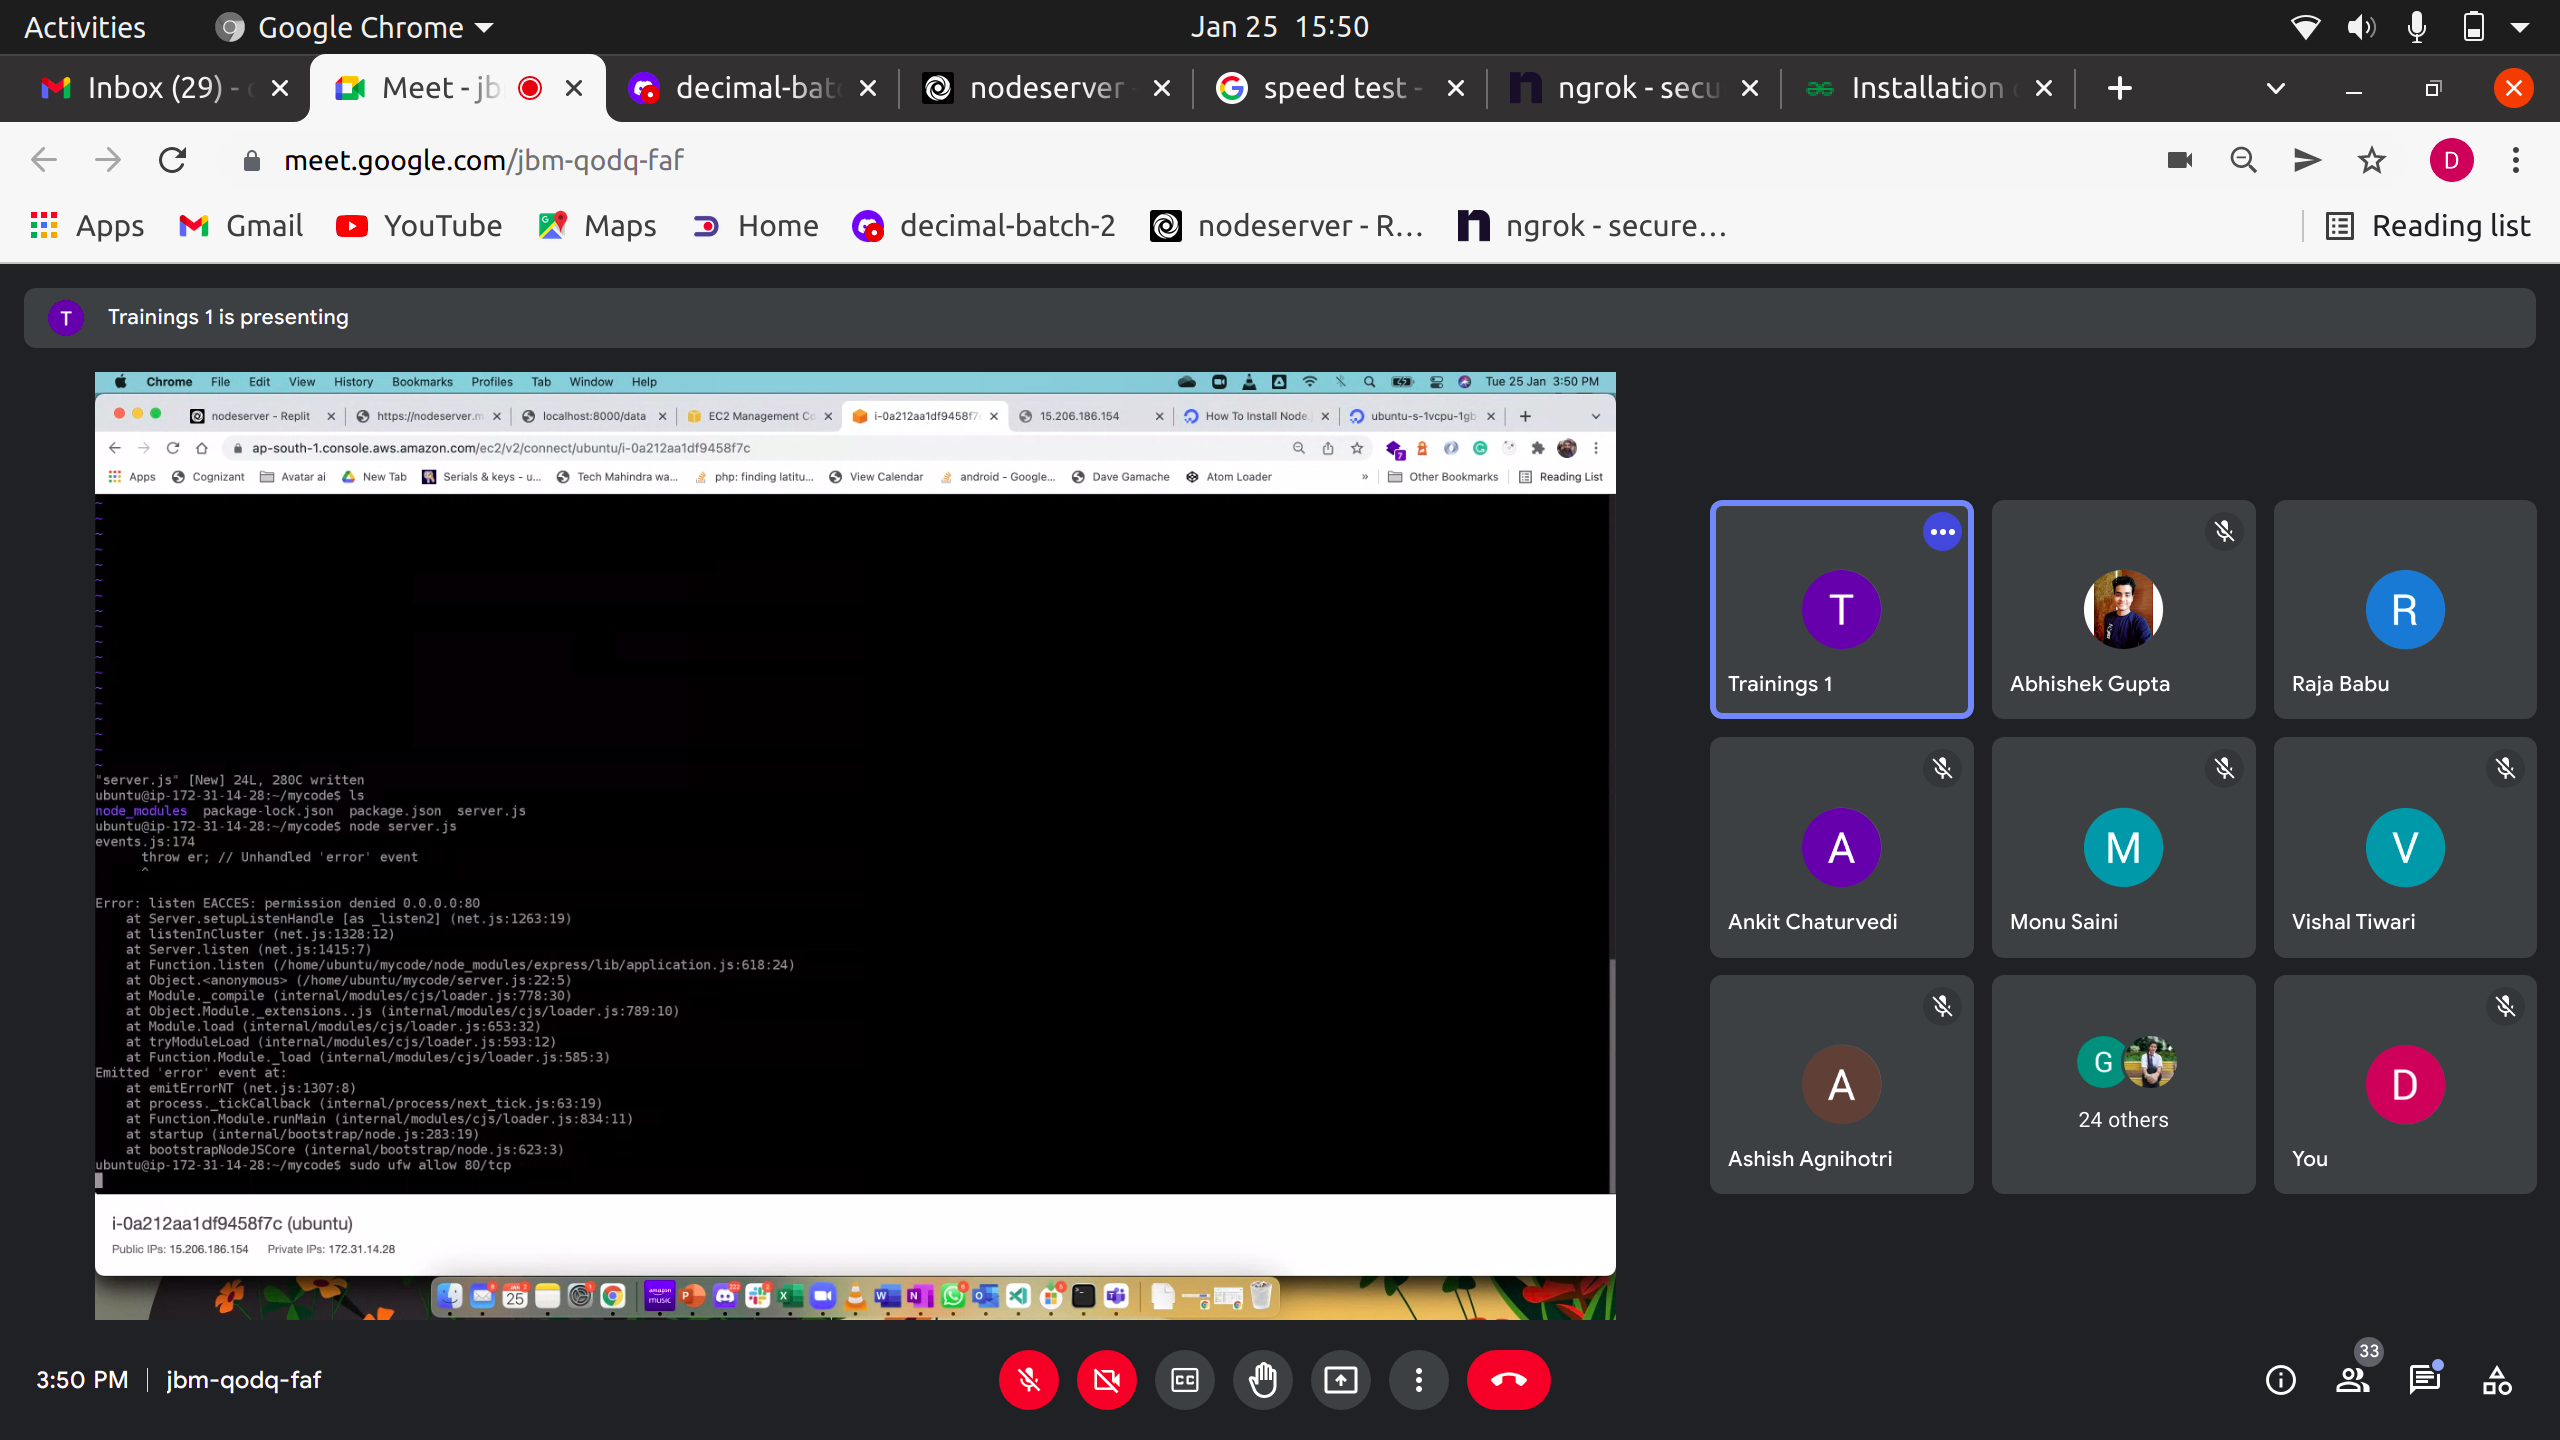 Activities
Google Chrome
Jan 25 15:50
Inbox (29) -
Meet - jb
decimal-bat
nodeserver
speed test -
ngrok - secu
Installation
meet.google.com/jbm-qodq-faf
D
Apps
Gmail
YouTube
Maps
Home
decimal-batch-2
nodeserver - R...
ngrok - secure...
Reading list
T
Trainings 1 is presenting
Chrome File Edit View History Bookmarks Profiles Tab Window Help
Tue 25 Jan 3:50 PM
nodeserver - Replit
https://nodeserver.m
localhost:8000/data
EC2 Management Co
i-0a212aa1df9458f7
15.206.186.154
How To Install Node.
ubuntu-s-1vcpu-1gb
ap-south-1.console.aws.amazon.com/ec2/v2/connect/ubuntu/i-0a212aa1df9458f7c
Apps
Cognizant
Avatar ai
New Tab
Serials & keys - u...
Tech Mahindra wa...
php: finding latitu...
View Calendar
android - Google...
Dave Gamache
Atom Loader
»
Other Bookmarks
Reading List
"server.js" [New] 24L, 280C written
ubuntu@ip-172-31-14-28:~/mycode$ ls
node_modules package-lock.json package.json server.js
ubuntu@ip-172-31-14-28:~/mycode$ node server.js
events.js:174
throw er; // Unhandled 'error' event
^
Error: listen EACCES: permission denied 0.0.0.0:80
at Server.setupListenHandle [as _listen2] (net.js:1263:19)
at listenInCluster (net.js:1328:12)
at Server.listen (net.js:1415:7)
at Function.listen (/home/ubuntu/mycode/node_modules/express/lib/application.js:618:24)
at Object.<anonymous> (/home/ubuntu/mycode/server.js:22:5)
at Module._compile (internal/modules/cjs/loader.js:778:30)
at Object.Module._extensions..js (internal/modules/cjs/loader.js:789:10)
at Module.load (internal/modules/cjs/loader.js:653:32)
at tryModuleLoad (internal/modules/cjs/loader.js:593:12)
at Function.Module._load (internal/modules/cjs/loader.js:585:3)
Emitted 'error' event at:
at emitErrorNT (net.js:1307:8)
at process._tickCallback (internal/process/next_tick.js:63:19)
at Function.Module.runMain (internal/modules/cjs/loader.js:834:11)
at startup (internal/bootstrap/node.js:283:19)
at bootstrapNodeJSCore (internal/bootstrap/node.js:623:3)
ubuntu@ip-172-31-14-28:~/mycode$ sudo ufw allow 80/tcp
i-0a212aa1df9458f7c (ubuntu)
Public IPs: 15.206.186.154 Private IPs: 172.31.14.28
T
Trainings 1
Abhishek Gupta
R
Raja Babu
A
Ankit Chaturvedi
M
Monu Saini
V
Vishal Tiwari
A
Ashish Agnihotri
G
24 others
D
You
3:50 PM
jbm-qodq-faf
CC
33